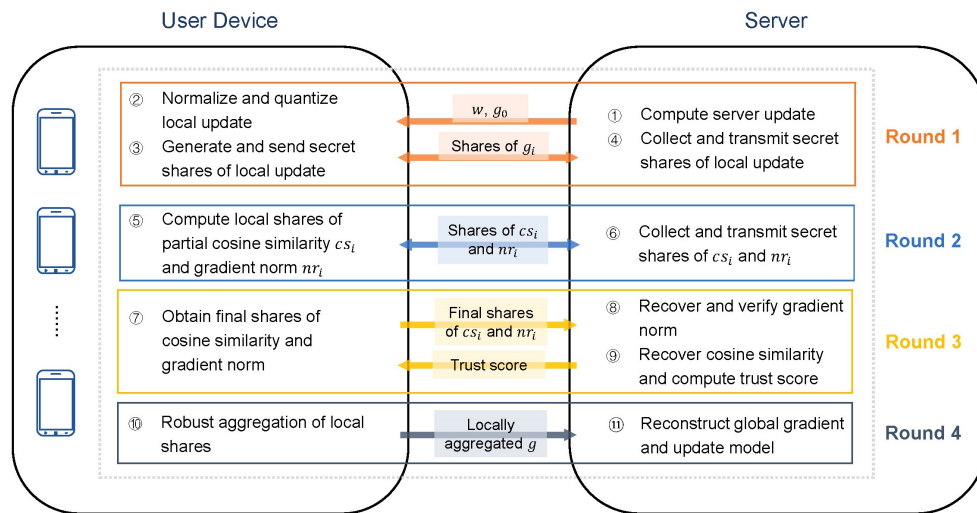 User Device
Server
② Normalize and quantize
local update
③ Generate and send secret
shares of local update
w, g₀
Shares of gᵢ
① Compute server update
④ Collect and transmit secret
shares of local update
Round 1
⑤ Compute local shares of
partial cosine similarity csᵢ
and gradient norm nrᵢ
Shares of csᵢ
and nrᵢ
⑥ Collect and transmit secret
shares of csᵢ and nrᵢ
Round 2
⑦ Obtain final shares of
cosine similarity and
gradient norm
Final shares
of csᵢ and nrᵢ
Trust score
⑧ Recover and verify gradient
norm
⑨ Recover cosine similarity
and compute trust score
Round 3
⑩ Robust aggregation of local
shares
Locally
aggregated g
⑪ Reconstruct global gradient
and update model
Round 4